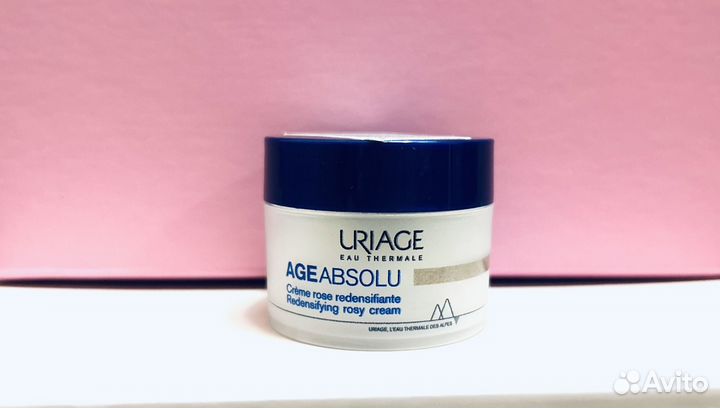 URIAGE
EAU THERMALE
AGE ABSOLU
Crème rose redensifiante
Redensifying rosy cream
URIAGE, L'EAU THERMALE DES ALPES
Avito